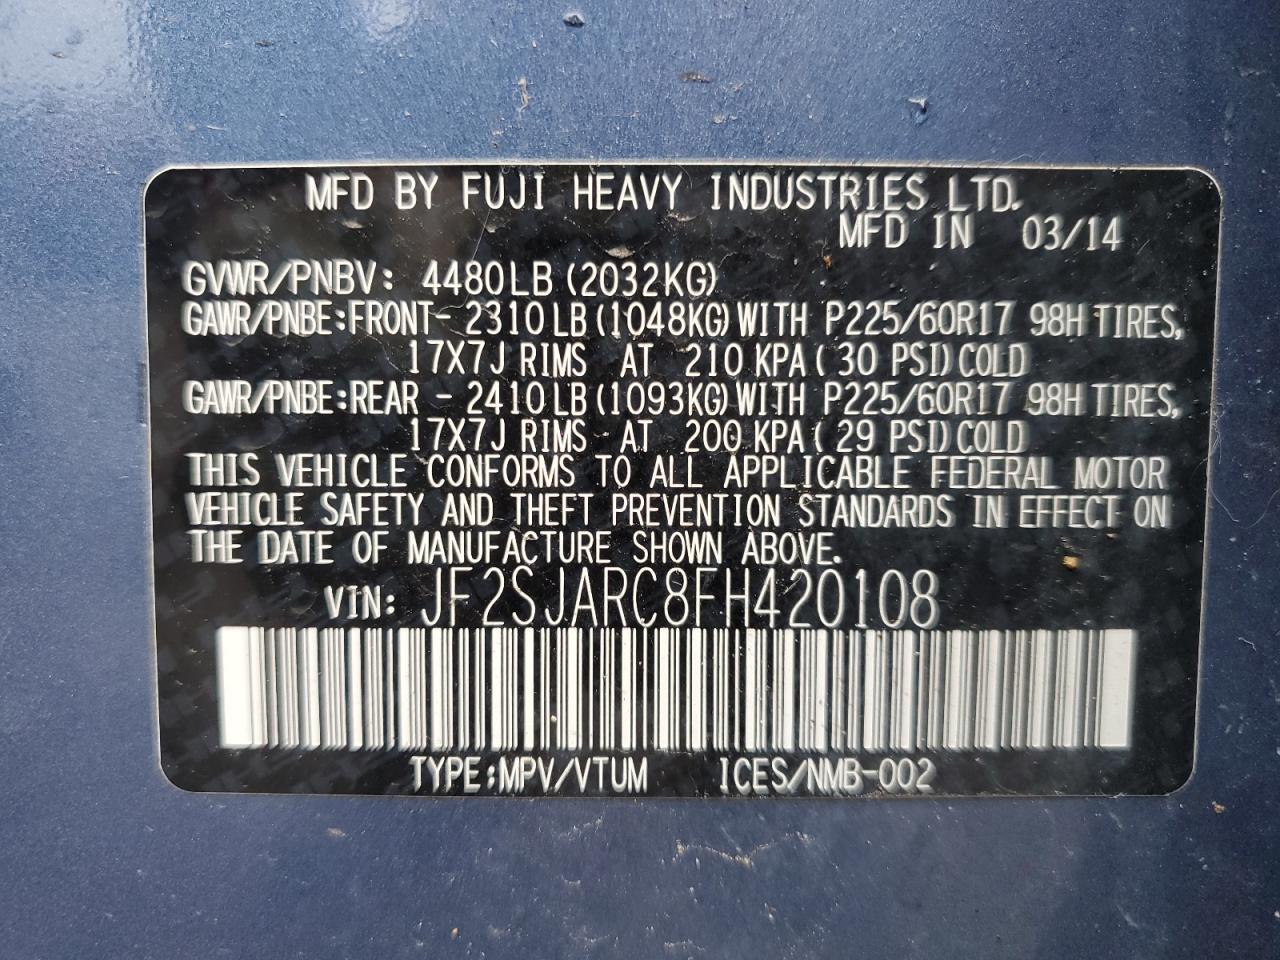 MFD BY FUJI HEAVY INDUSTRIES LTD.
MFD IN 03/14
GVWR/PNBV: 4480LB (2032KG)
GAWR/PNBE:FRONT- 2310LB(1048KG)WITH P225/60R17 98H TIRES,
17X7J RIMS AT 210 KPA( 30 PSI)COLD
GAWR/PNBE:REAR - 2410LB(1093KG)WITH P225/60R17 98H TIRES,
17X7J RIMS AT 200 KPA( 29 PSI)COLD
THIS VEHICLE CONFORMS TO ALL APPLICABLE FEDERAL MOTOR
VEHICLE SAFETY AND THEFT PREVENTION STANDARDS IN EFFECT ON
THE DATE OF MANUFACTURE SHOWN ABOVE.
VIN: JF2SJARC8FH420108
TYPE:MPV/VTUM ICES/NMB-002